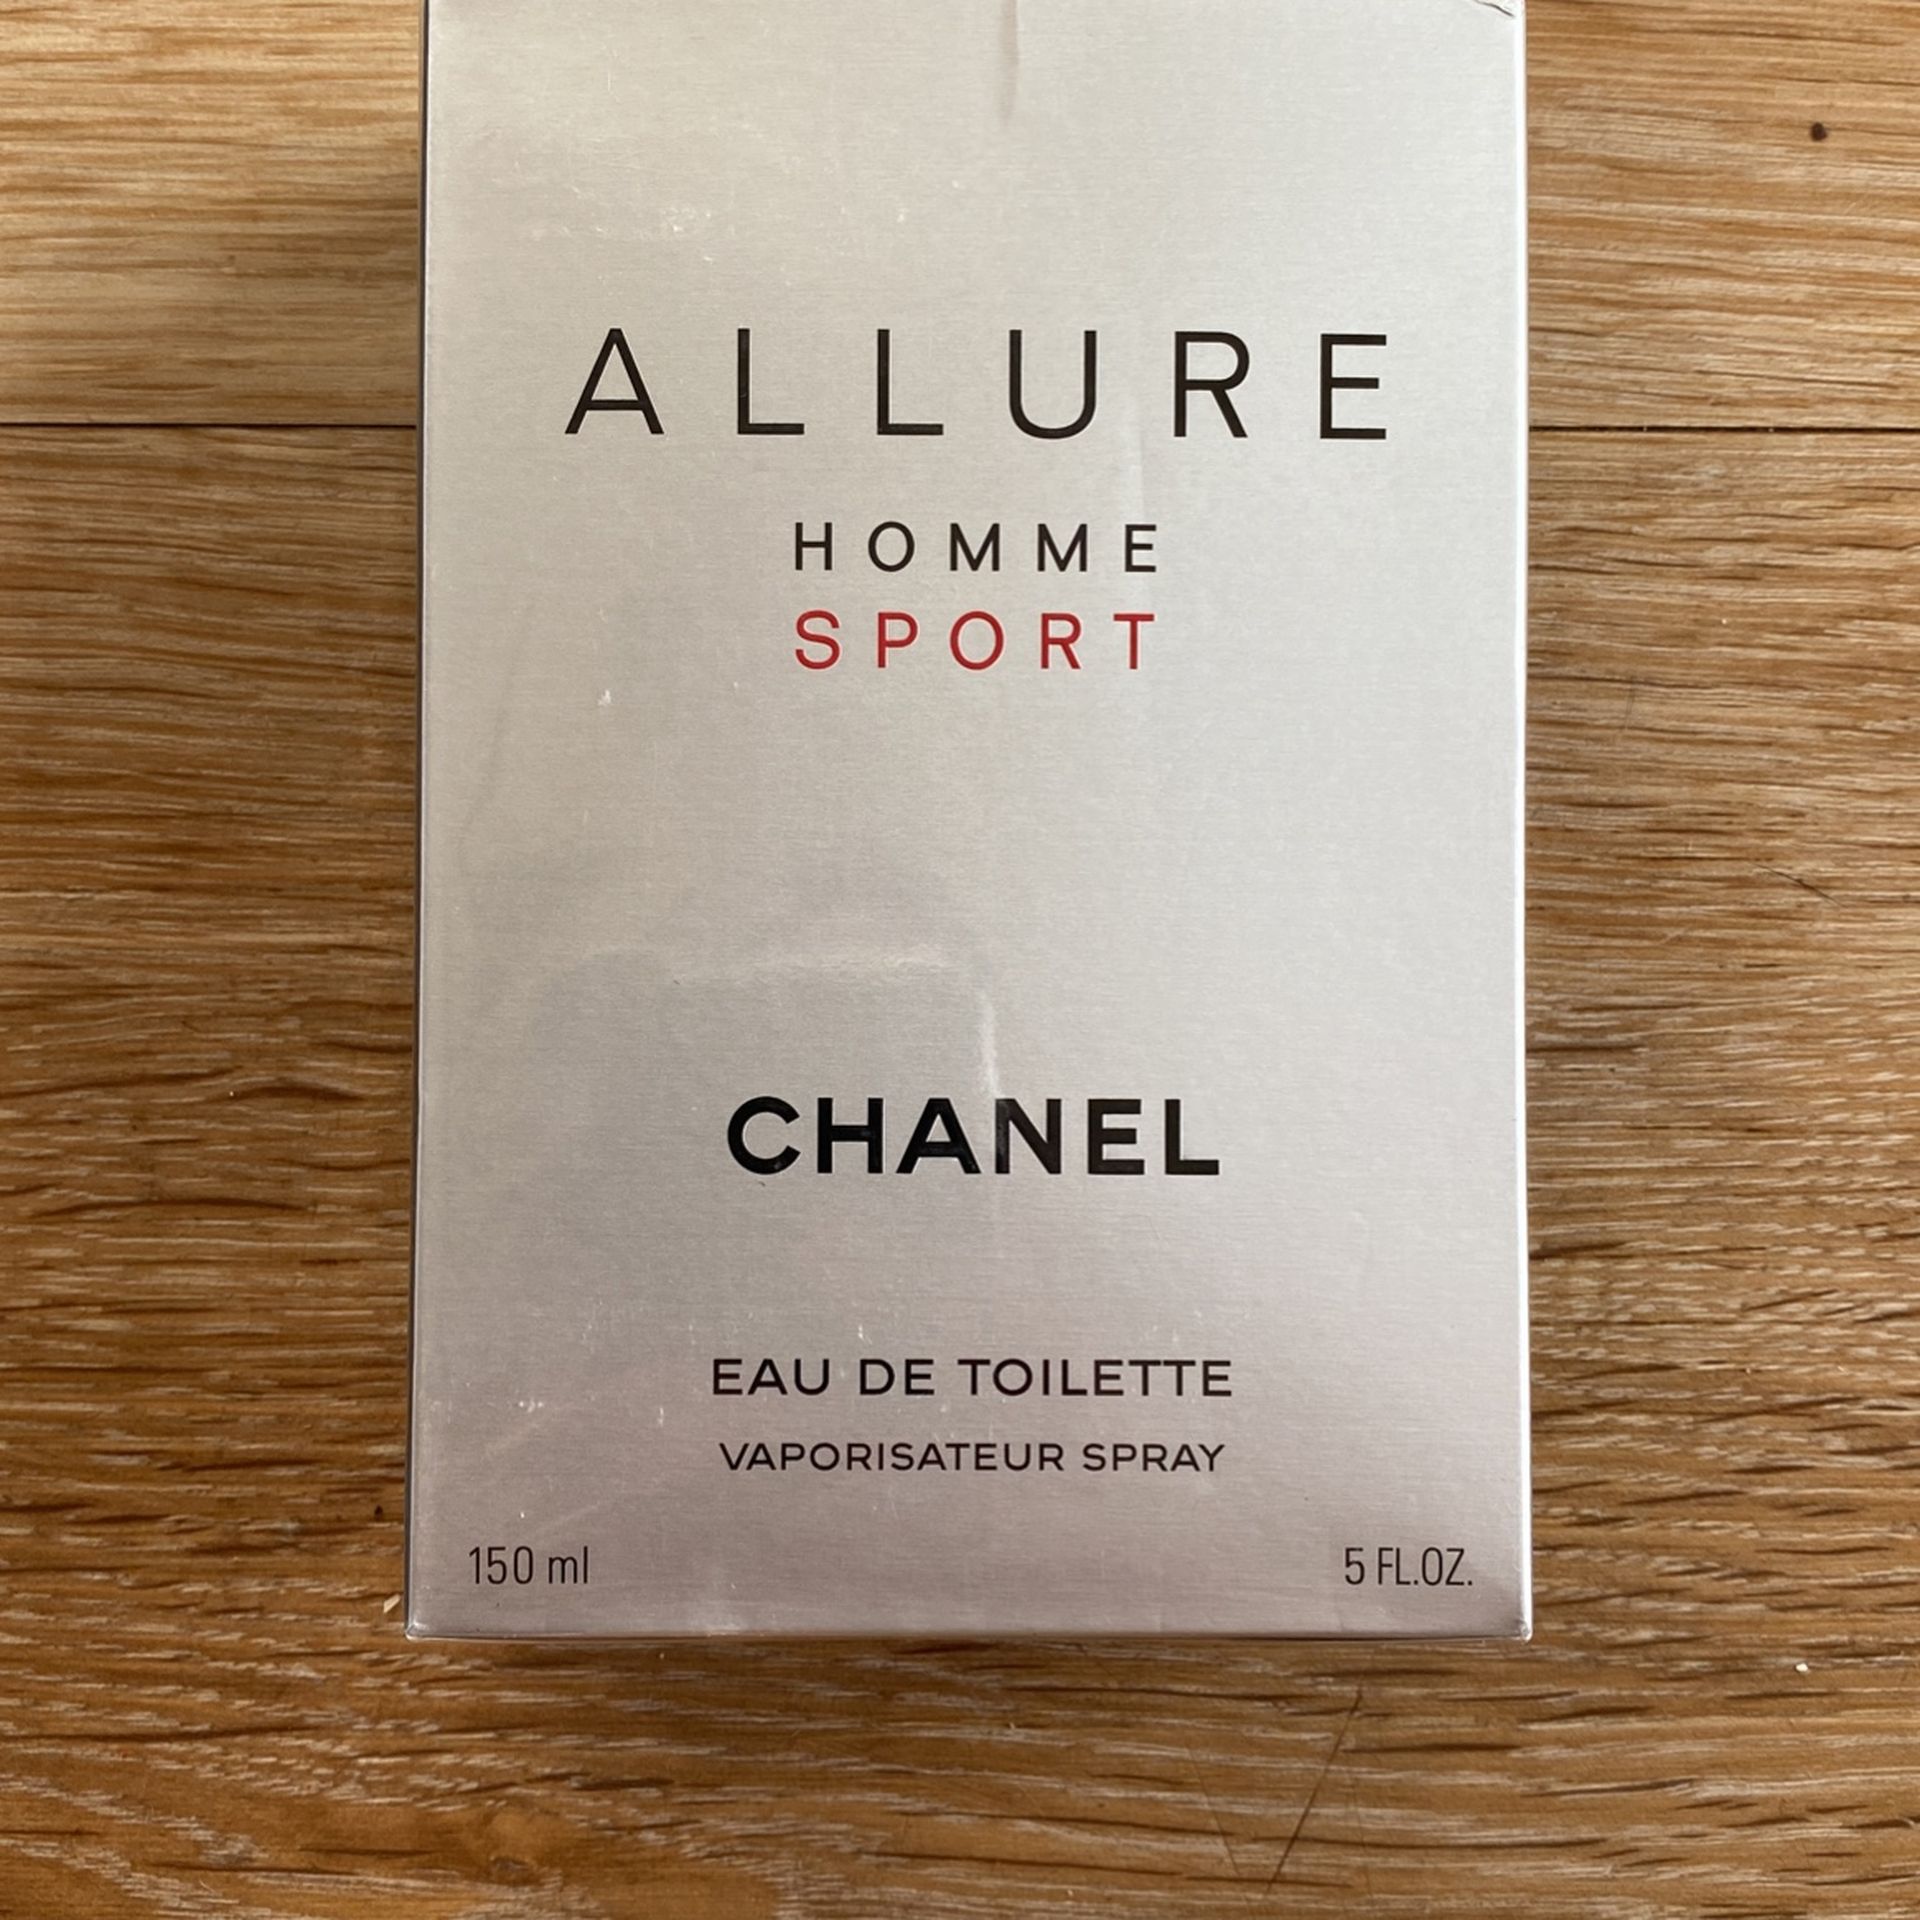 ALLURE
HOMME
SPORT
CHANEL
EAU DE TOILETTE
VAPORISATEUR SPRAY
150 ml 5 FL.OZ.